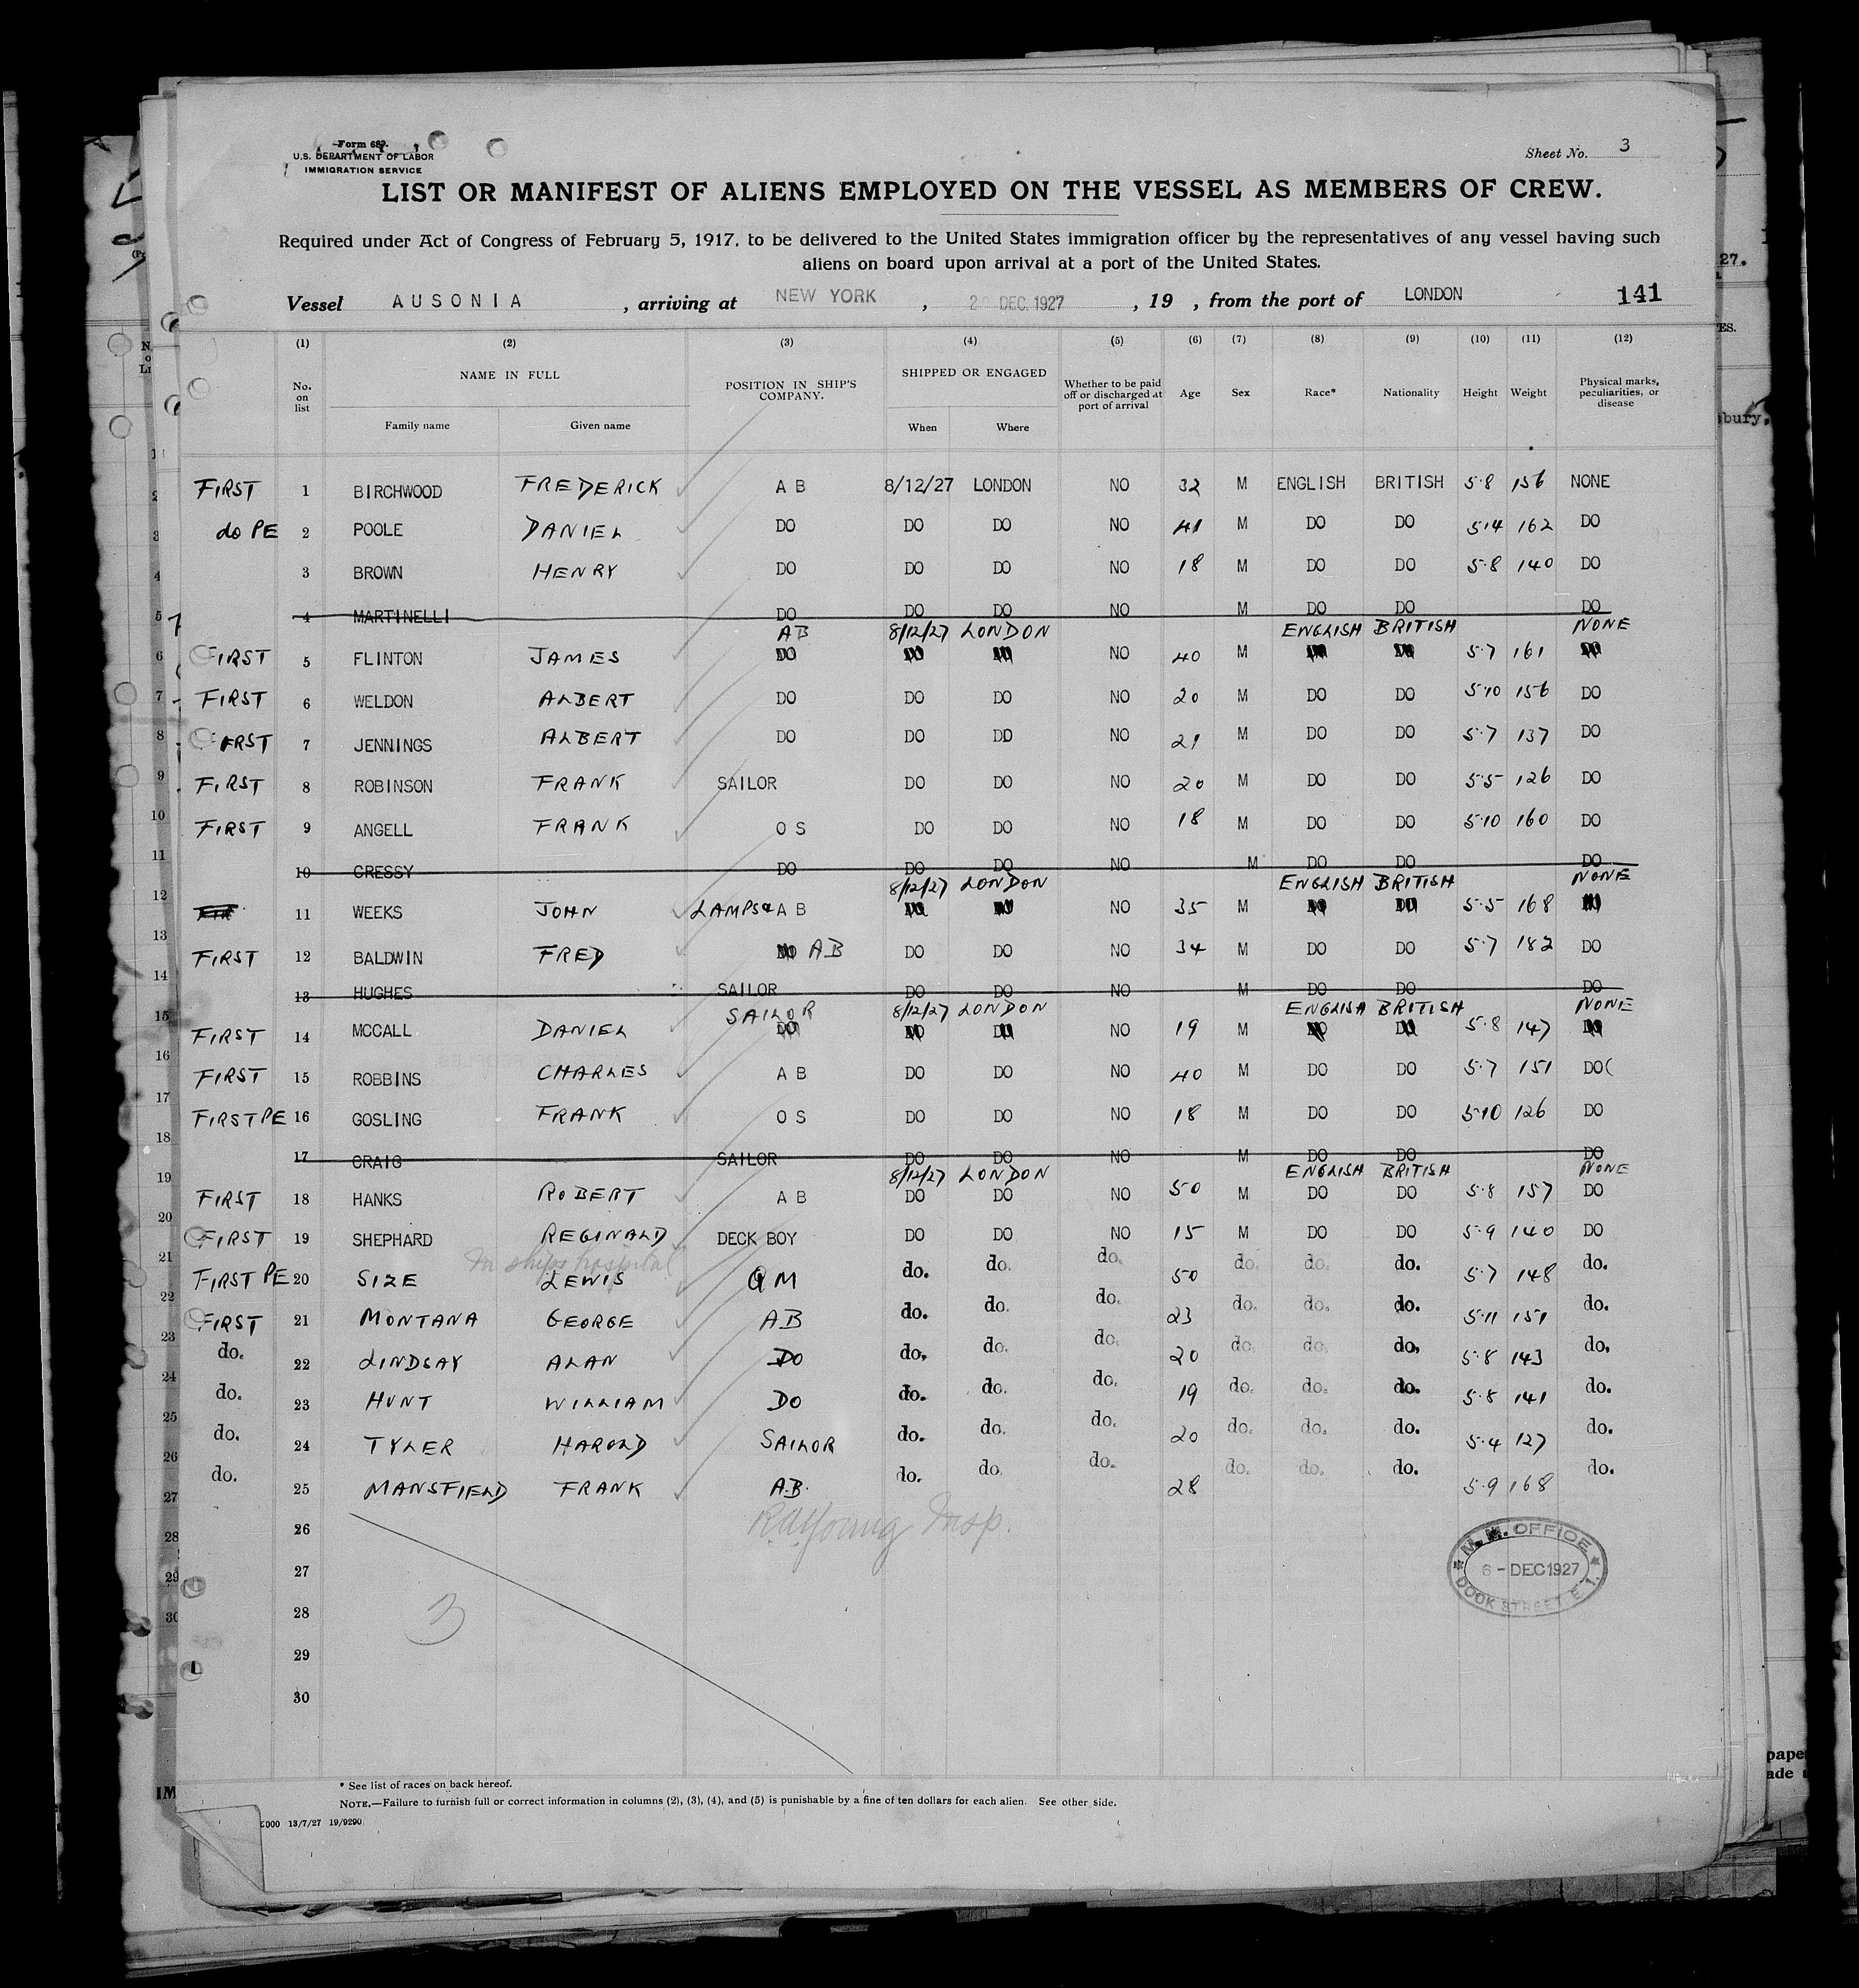 Form 689.
U.S. DEPARTMENT OF LABOR
IMMIGRATION SERVICE
Sheet No. 3
LIST OR MANIFEST OF ALIENS EMPLOYED ON THE VESSEL AS MEMBERS OF CREW.
Required under Act of Congress of February 5, 1917, to be delivered to the United States immigration officer by the representatives of any vessel having such
aliens on board upon arrival at a port of the United States.
Vessel AUSONIA , arriving at NEW YORK , DEC. 1927 , 19 , from the port of LONDON 141
(1) (2) (3) (4) (5) (6) (7) (8) (9) (10) (11) (12)
No. on list NAME IN FULL Family name Given name POSITION IN SHIP'S COMPANY. SHIPPED OR ENGAGED When Where Whether to be paid off or discharged at port of arrival Age Sex Race* Nationality Height Weight Physical marks, peculiarities, or disease
FIRST 1 BIRCHWOOD FREDERICK A B 8/12/27 LONDON NO 32 M ENGLISH BRITISH 5·8 156 NONE
do PE 2 POOLE DANIEL DO DO DO NO 41 M DO DO 5·4 162 DO
3 BROWN HENRY DO DO DO NO 18 M DO DO 5·8 140 DO
4 MARTINELLI DO DO DO NO M DO DO DO
AB 8/12/27 LONDON ENGLISH BRITISH NONE
FIRST 5 FLINTON JAMES DO DO NO 40 M DO 5·7 161 DO
FIRST 6 WELDON ALBERT DO DO DO NO 20 M DO DO 5·10 156 DO
FIRST 7 JENNINGS ALBERT DO DO DO NO 21 M DO DO 5·7 137 DO
FIRST 8 ROBINSON FRANK SAILOR DO DO NO 20 M DO DO 5·5 126 DO
FIRST 9 ANGELL FRANK O S DO DO NO 18 M DO DO 5·10 160 DO
10 CRESSY DO DO DO NO M DO DO DO
8/12/27 LONDON ENGLISH BRITISH NONE
11 WEEKS JOHN LAMPS & A B NO 35 M 5·5 168
FIRST 12 BALDWIN FRED AB DO DO NO 34 M DO DO 5·7 182 DO
13 HUGHES SAILOR DO DO NO M DO DO DO
SAILOR 8/12/27 LONDON ENGLISH BRITISH NONE
FIRST 14 MCCALL DANIEL NO 19 M 5·8 147
FIRST 15 ROBBINS CHARLES A B DO DO NO 40 M DO DO 5·7 151 DO(
FIRST PE 16 GOSLING FRANK O S DO DO NO 18 M DO DO 5·10 126 DO
17 CRAIG SAILOR DO DO NO M DO DO DO
8/12/27 LONDON ENGLISH BRITISH NONE
FIRST 18 HANKS ROBERT A B DO DO NO 50 M DO DO 5·8 157 DO
FIRST 19 SHEPHARD REGINALD DECK BOY DO DO NO 15 M DO DO 5·9 140 DO
In ships hospital
FIRST PE 20 SIZE LEWIS QM do. do. do. 50 do. do. do. 5·7 148 do.
FIRST 21 MONTANA GEORGE AB do. do. do. 23 do. do. do. 5·11 151 do.
do. 22 LINDSAY ALAN DO do. do. do. 20 do. do. do. 5·8 143 do.
do. 23 HUNT WILLIAM DO do. do. do. 19 do. do. do. 5·8 141 do.
do. 24 TYLER HAROLD SAILOR do. do. do. 20 do. do. do. 5·4 127 do.
do. 25 MANSFIELD FRANK A.B. do. do. do. 28 do. do. do. 5·9 168 do.
26
27
28
29
30
Insp.
3
M. M. OFFICE
6 - DEC 1927
DOCK STREET, E. 1.
* See list of races on back hereof.
NOTE.—Failure to furnish full or correct information in columns (2), (3), (4), and (5) is punishable by a fine of ten dollars for each alien. See other side.
13/7/27 19/9290